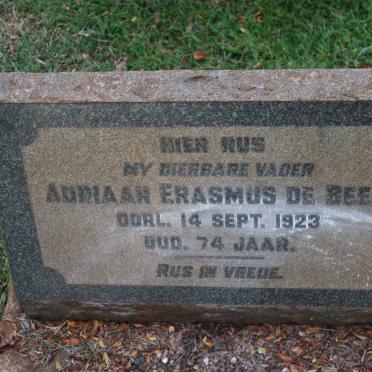 HIER RUS
MY DIERBARE VADER
ADRIAAN ERASMUS DE BEE
OORL. 14 SEPT. 1923
OUD. 74 JAAR.
RUS IN VREDE.